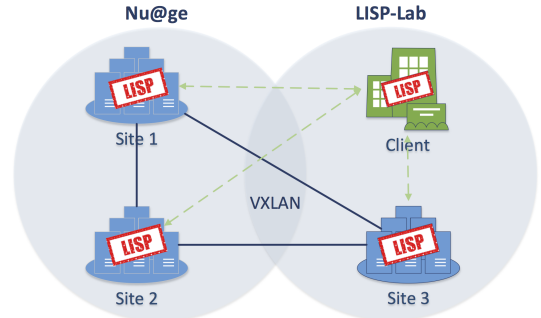 Nu@ge
LISP-Lab
LISP
LISP
Site 1
Client
VXLAN
LISP
LISP
Site 2
Site 3